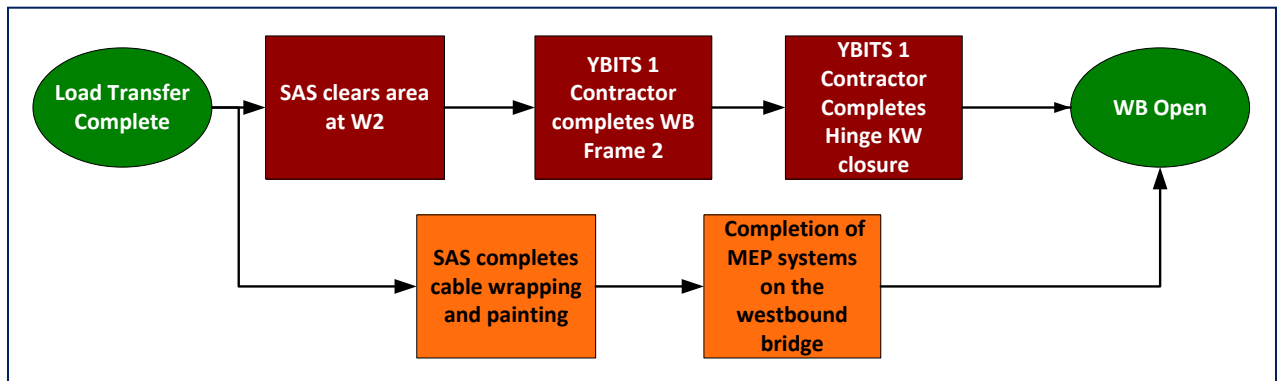 Load Transfer
Complete
SAS clears area
at W2
YBITS 1
Contractor
completes WB
Frame 2
YBITS 1
Contractor
Completes
Hinge KW
closure
WB Open
SAS completes
cable wrapping
and painting
Completion of
MEP systems
on the
westbound
bridge